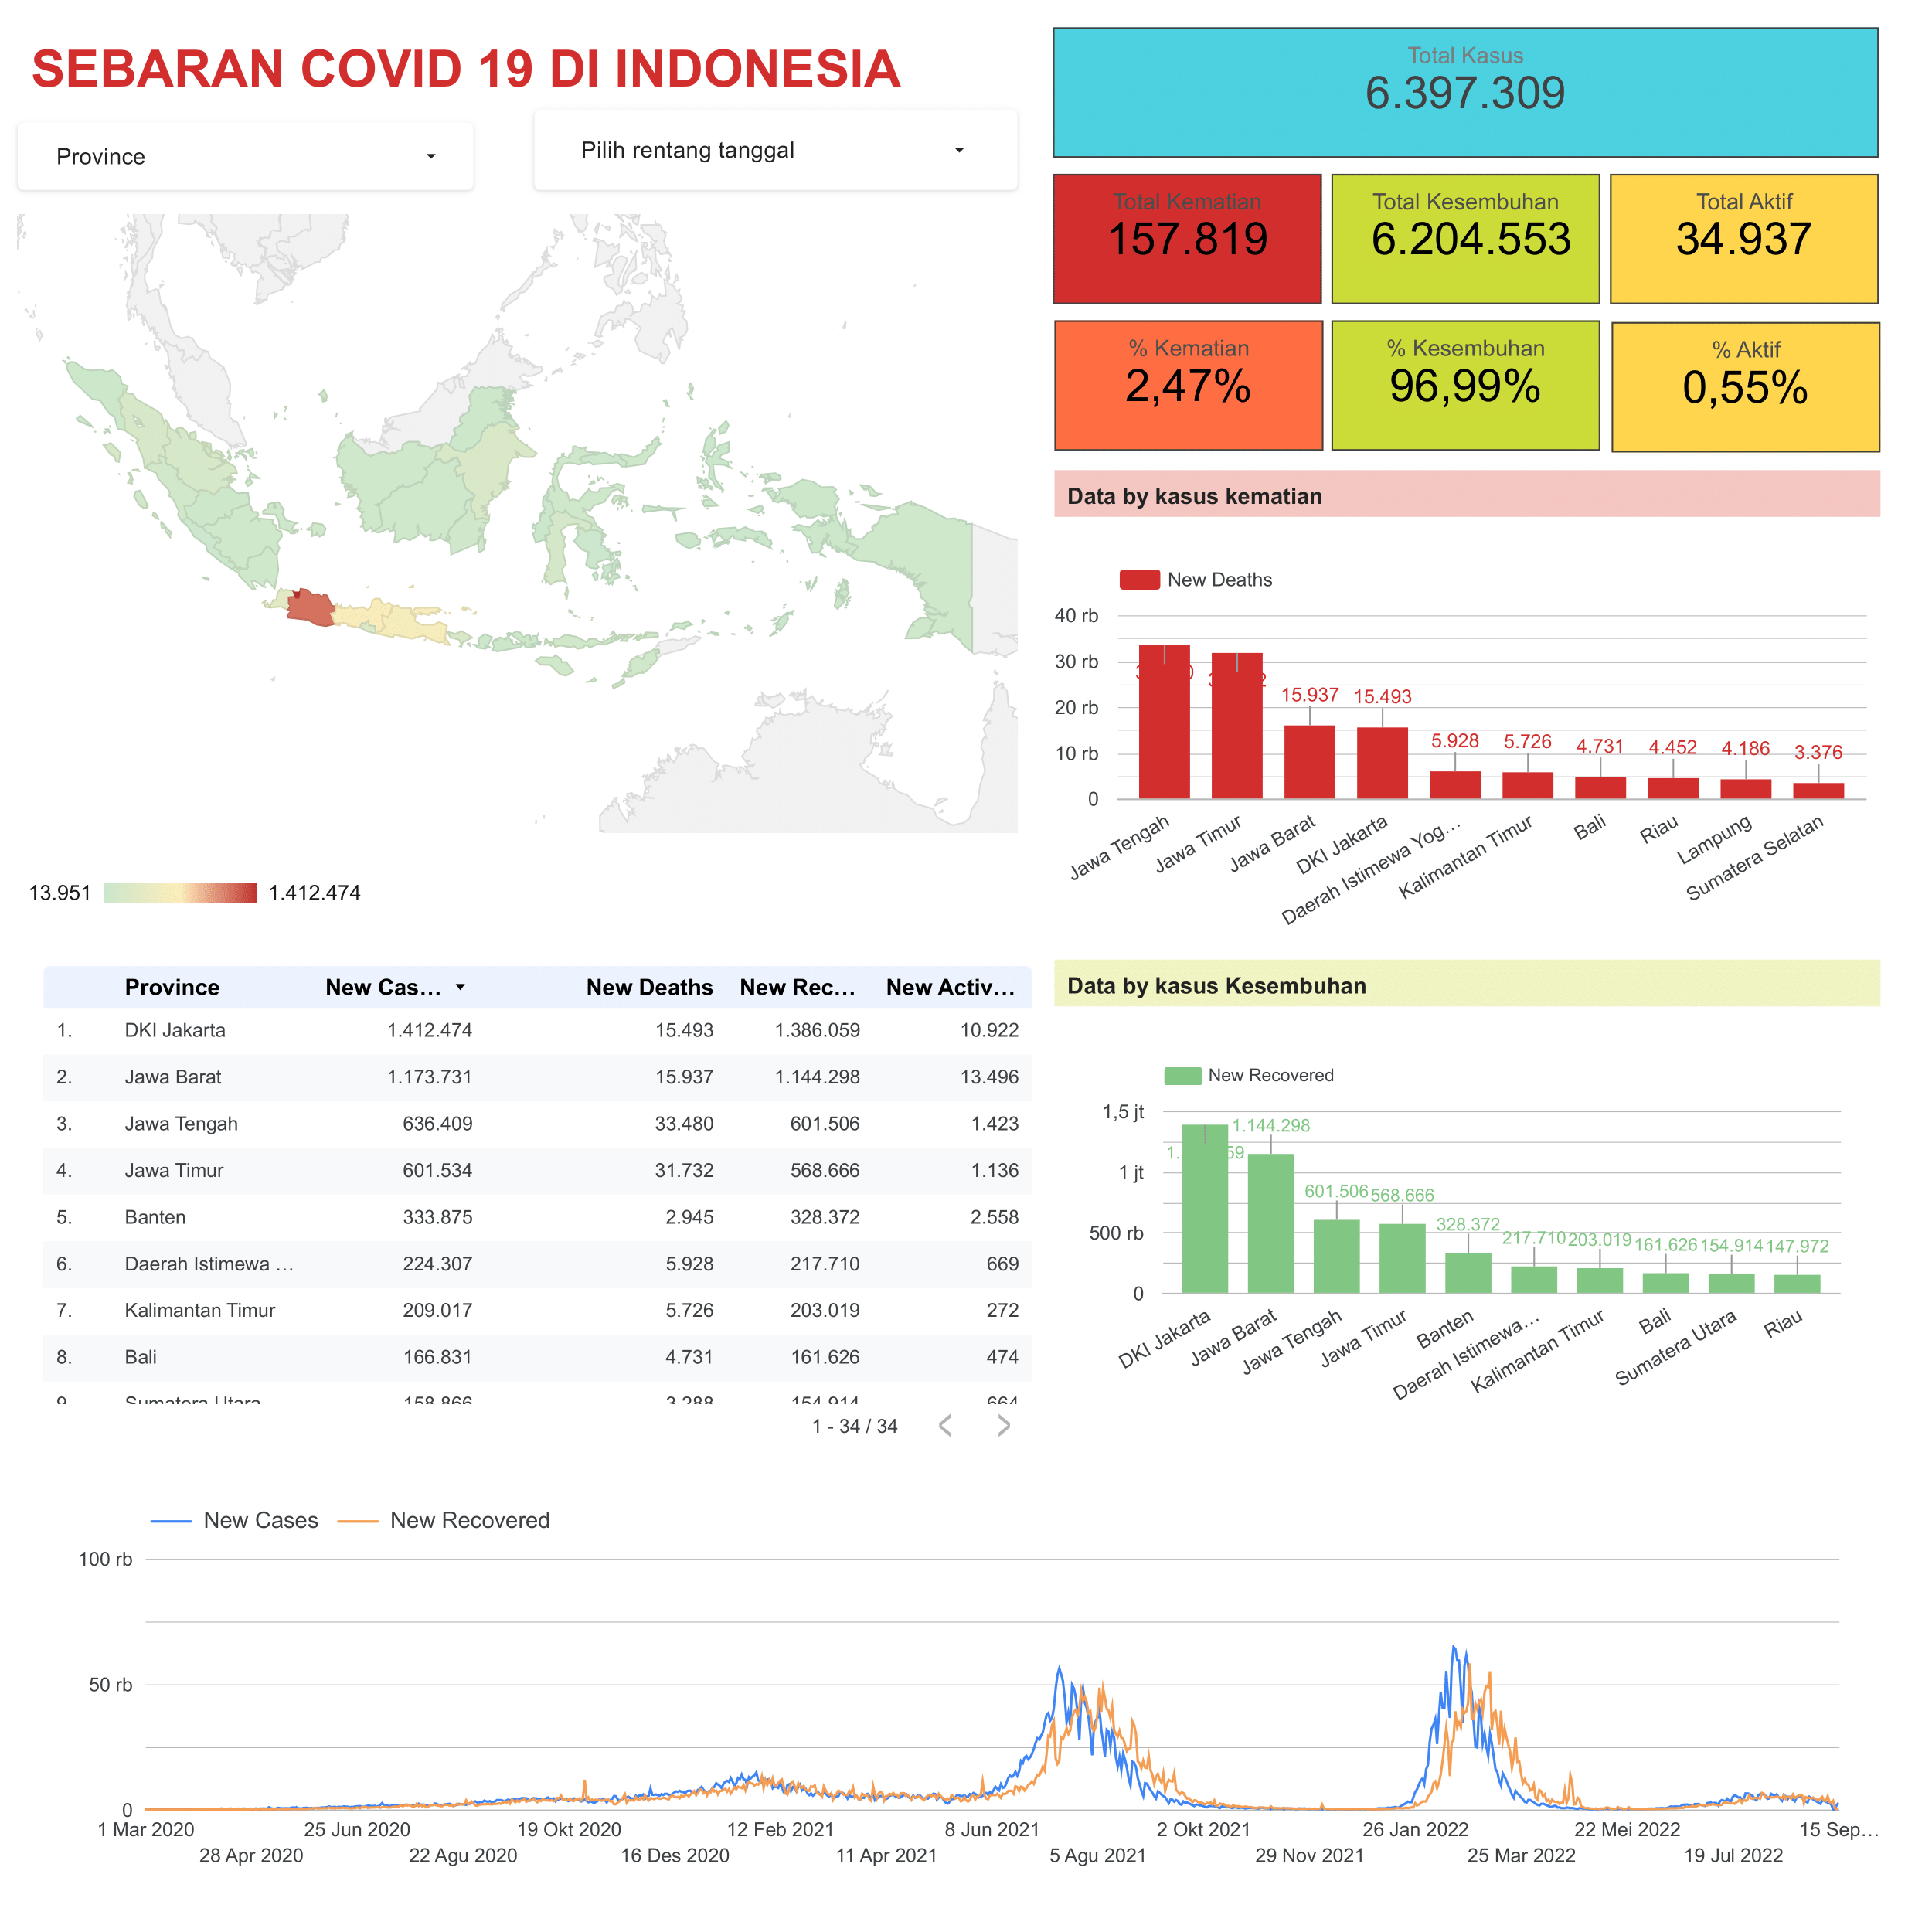 SEBARAN COVID 19 DI INDONESIA
Province
Pilih rentang tanggal
Total Kasus
6.397.309
Total Kematian
157.819
Total Kesembuhan
6.204.553
Total Aktif
34.937
% Kematian
2,47%
% Kesembuhan
96,99%
% Aktif
0,55%
13.951
1.412.474
Data by kasus kematian
New Deaths
40 rb
30 rb
20 rb
10 rb
0
15.937
15.493
5.928
5.726
4.731
4.452
4.186
3.376
Jawa Tengah
Jawa Timur
Jawa Barat
DKI Jakarta
Daerah Istimewa Yog...
Kalimantan Timur
Bali
Riau
Lampung
Sumatera Selatan
Province New Cas... New Deaths New Rec... New Activ...
1. DKI Jakarta 1.412.474 15.493 1.386.059 10.922
2. Jawa Barat 1.173.731 15.937 1.144.298 13.496
3. Jawa Tengah 636.409 33.480 601.506 1.423
4. Jawa Timur 601.534 31.732 568.666 1.136
5. Banten 333.875 2.945 328.372 2.558
6. Daerah Istimewa ... 224.307 5.928 217.710 669
7. Kalimantan Timur 209.017 5.726 203.019 272
8. Bali 166.831 4.731 161.626 474
9. Sumatera Utara 158.866 3.288 154.914 664
1 - 34 / 34
Data by kasus Kesembuhan
New Recovered
1,5 jt
1 jt
500 rb
0
1.144.298
601.506
568.666
328.372
217.710
203.019
161.626
154.914
147.972
DKI Jakarta
Jawa Barat
Jawa Tengah
Jawa Timur
Banten
Daerah Istimewa...
Kalimantan Timur
Bali
Sumatera Utara
Riau
New Cases New Recovered
100 rb
50 rb
0
1 Mar 2020
28 Apr 2020
25 Jun 2020
22 Agu 2020
19 Okt 2020
16 Des 2020
12 Feb 2021
11 Apr 2021
8 Jun 2021
5 Agu 2021
2 Okt 2021
29 Nov 2021
26 Jan 2022
25 Mar 2022
22 Mei 2022
19 Jul 2022
15 Sep...